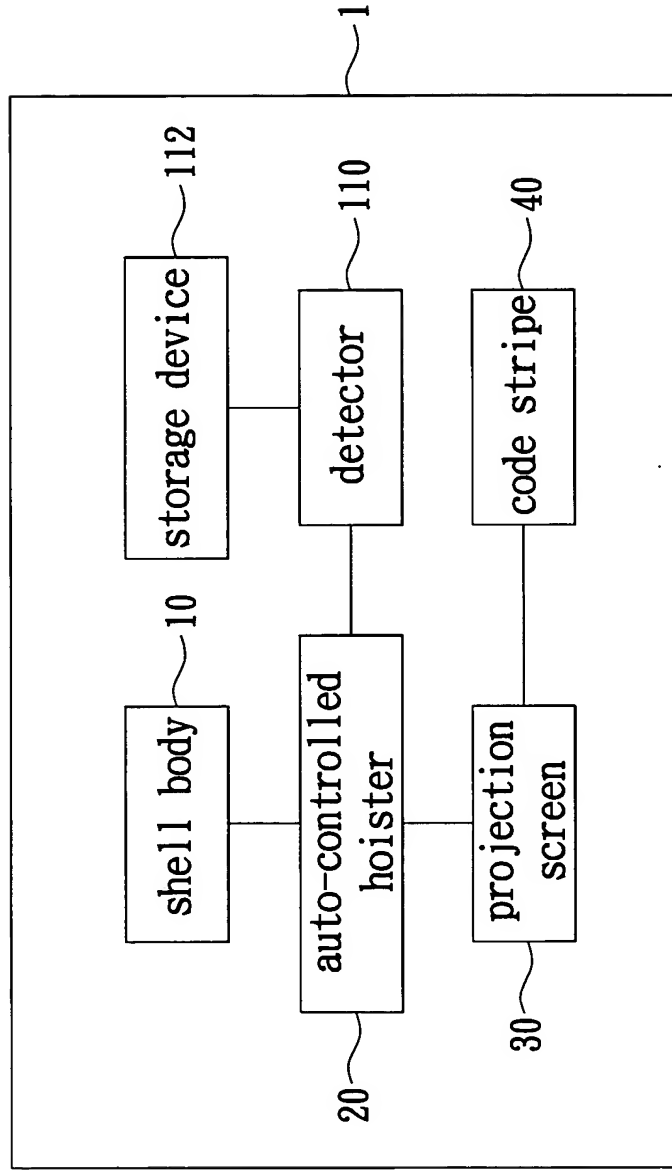 1
shell body
10
storage device
112
auto-controlled
hoister
20
detector
110
projection
screen
30
code stripe
40